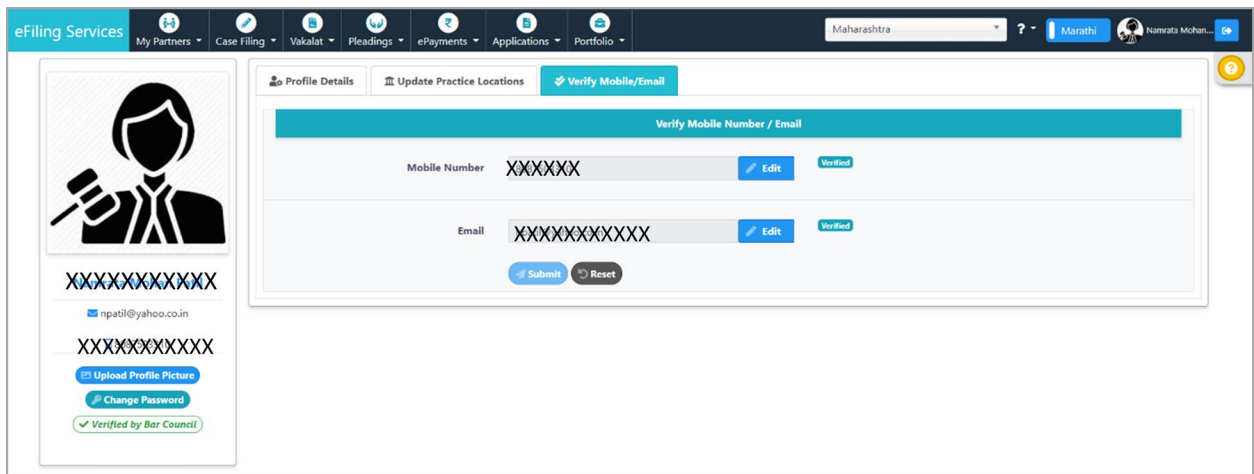 eFiling Services
My Partners
Case Filing
Vakalat
Pleadings
ePayments
Applications
Portfolio
Maharashtra
?
Marathi
Namrata Mohan...
Profile Details
Update Practice Locations
Verify Mobile/Email
Verify Mobile Number / Email
Mobile Number XXXXXX Edit Verified
Email XXXXXXXXXXX Edit Verified
Submit Reset
XXXXXXXXXXX
npatil@yahoo.co.in
XXXXXXXXXXX
Upload Profile Picture
Change Password
Verified by Bar Council